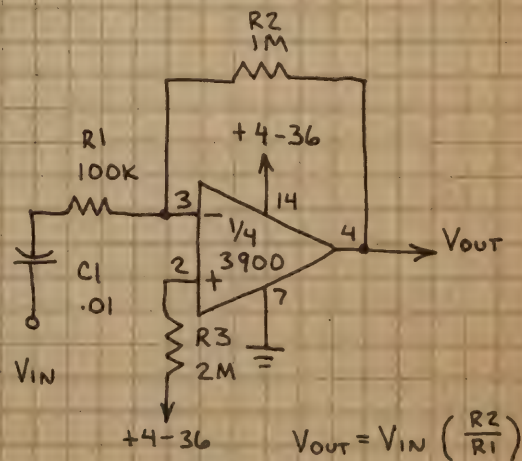 R2
1M
+4-36
R1
100K
3
-
14
1/4
3900
4
VOUT
2
+
7
C1
.01
R3
2M
VIN
+4-36
VOUT = VIN (R2/R1)